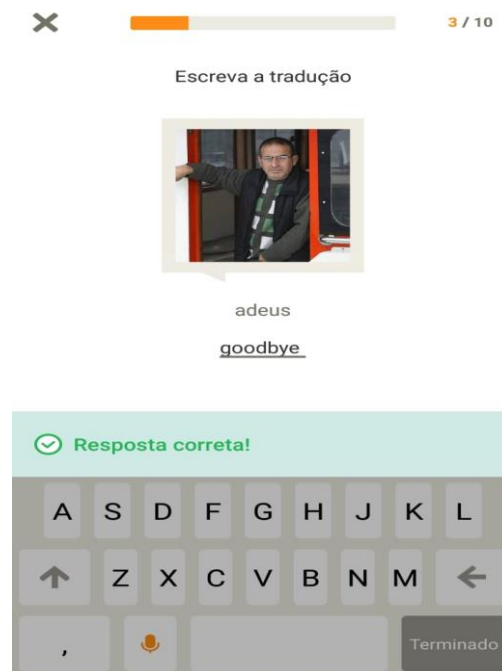 3 / 10
Escreva a tradução
adeus
goodbye
Resposta correta!
A S D F G H J K L
Z X C V B N M
, Terminado